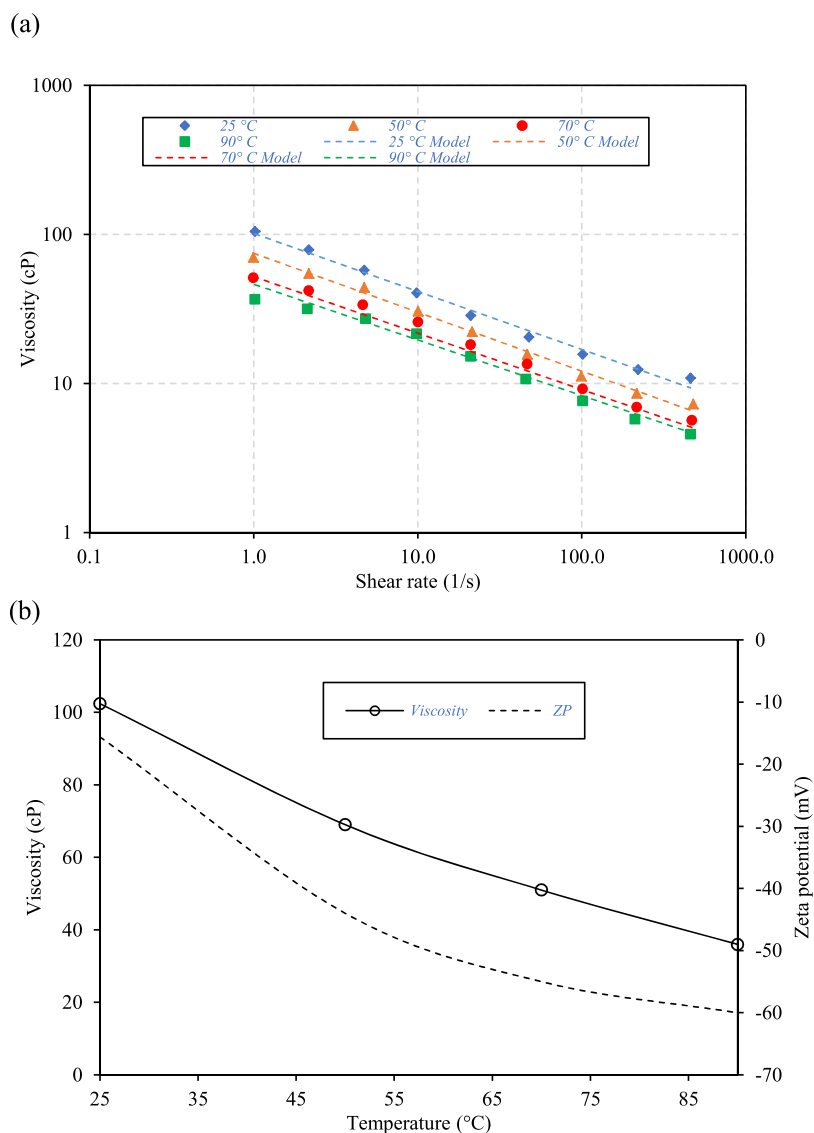 (a)
1000
25 °C 50° C 70° C
90° C 25 °C Model 50° C Model
70° C Model 90° C Model
100
Viscosity (cP)
10
1
0.1 1.0 10.0 100.0 1000.0
Shear rate (1/s)
(b)
120 0
Viscosity ZP
100 -10
80 -20
-30
Viscosity (cP)
60
Zeta potential (mV)
-40
40
-50
20
-60
0 -70
25 35 45 55 65 75 85
Temperature (°C)